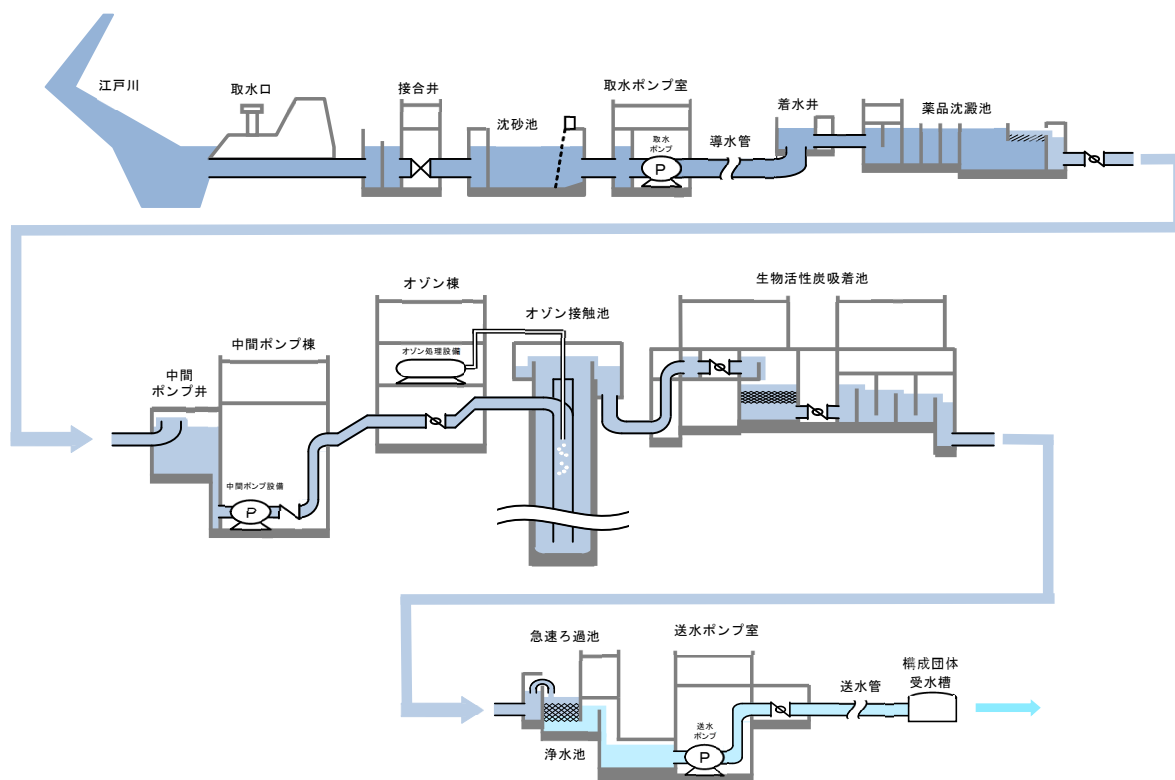 江戸川
取水口
接合井
沈砂池
取水ポンプ室
取水
ポンプ
P
導水管
着水井
薬品沈澱池
中間
ポンプ井
中間ポンプ棟
中間ポンプ設備
P
オゾン棟
オゾン処理設備
オゾン接触池
生物活性炭吸着池
急速ろ過池
浄水池
送水ポンプ室
送水
ポンプ
P
送水管
構成団体
受水槽